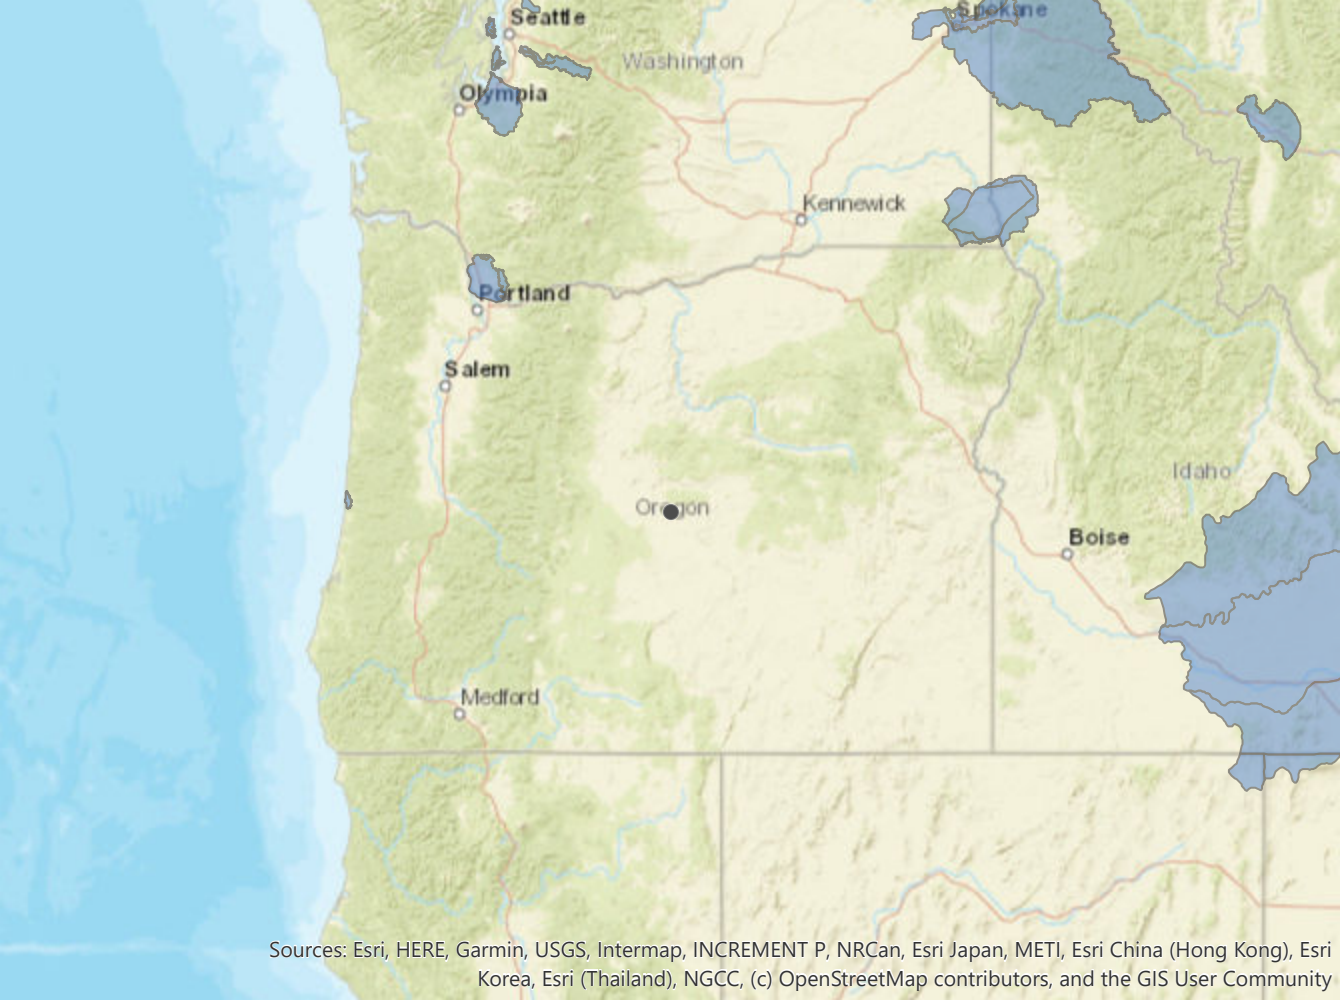 Spokane
Seattle
Washington
Olympia
Kennewick
Portland
Salem
Idaho
Oregon
Boise
Medford
Sources: Esri, HERE, Garmin, USGS, Intermap, INCREMENT P, NRCan, Esri Japan, METI, Esri China (Hong Kong), Esri
Korea, Esri (Thailand), NGCC, (c) OpenStreetMap contributors, and the GIS User Community